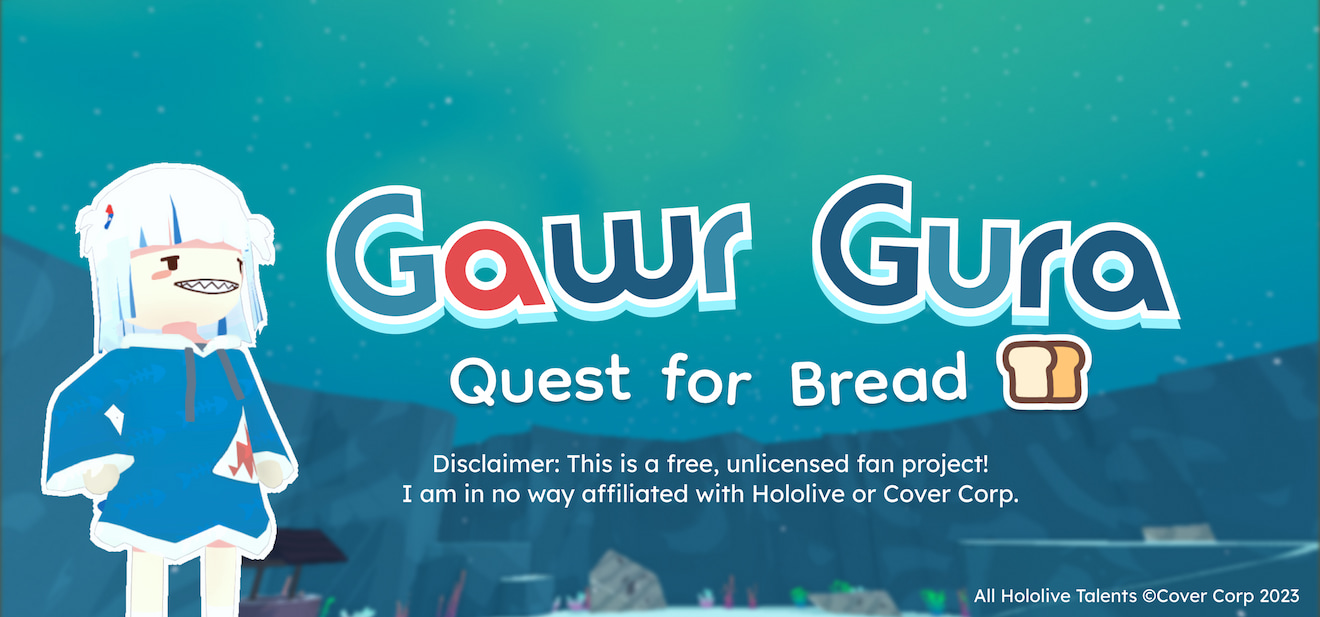 Gawr Gura
Quest for Bread
Disclaimer: This is a free, unlicensed fan project!
I am in no way affiliated with Hololive or Cover Corp.
All Hololive Talents ©Cover Corp 2023